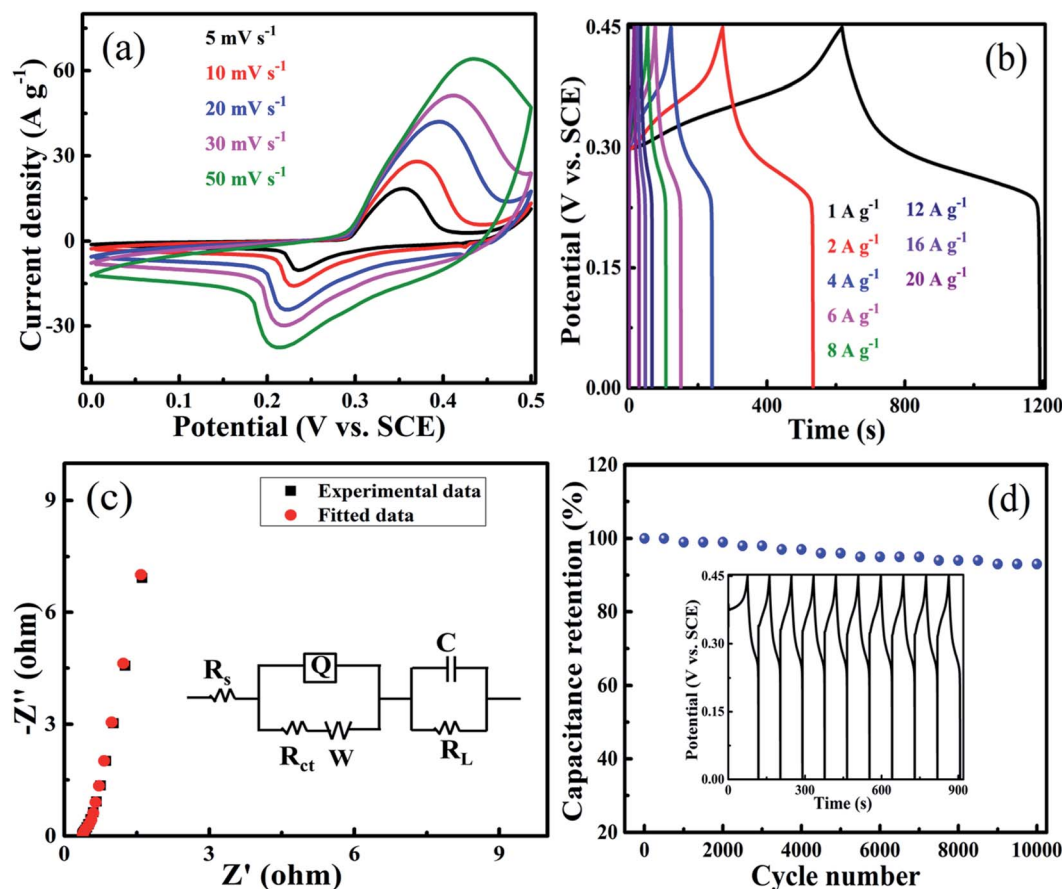 (a)
5 mV s-1
10 mV s-1
20 mV s-1
30 mV s-1
50 mV s-1
60
30
0
-30
Current density (A g-1)
0.0 0.1 0.2 0.3 0.4 0.5
Potential (V vs. SCE)
(b)
0.45
0.30
0.15
0.00
Potential (V vs. SCE)
1 A g-1
2 A g-1
4 A g-1
6 A g-1
8 A g-1
12 A g-1
16 A g-1
20 A g-1
0 400 800 1200
Time (s)
(c)
Experimental data
Fitted data
9
6
3
0
-Z'' (ohm)
Rs
Q
Rct
W
C
RL
0 3 6 9
Z' (ohm)
(d)
120
100
80
60
40
20
Capacitance retention (%)
0.45
0.30
0.15
0.00
Potential (V vs. SCE)
0 300 600 900
Time (s)
0 2000 4000 6000 8000 10000
Cycle number